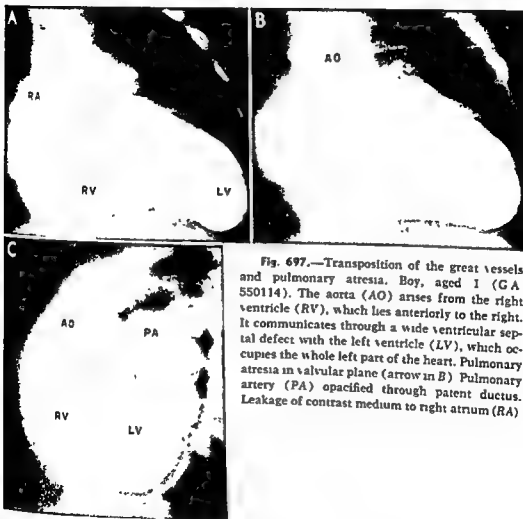 A
B
AO
RA
RV
LV
C
AO
PA
RV
LV
Fig. 697.—Transposition of the great vessels
and pulmonary atresia. Boy, aged 1 (G A
550114). The aorta (AO) arises from the right
ventricle (RV), which lies anteriorly to the right.
It communicates through a wide ventricular sep-
tal defect with the left ventricle (LV), which oc-
cupies the whole left part of the heart. Pulmonary
atresia in valvular plane (arrow in B) Pulmonary
artery (PA) opacified through patent ductus.
Leakage of contrast medium to right atrium (RA)